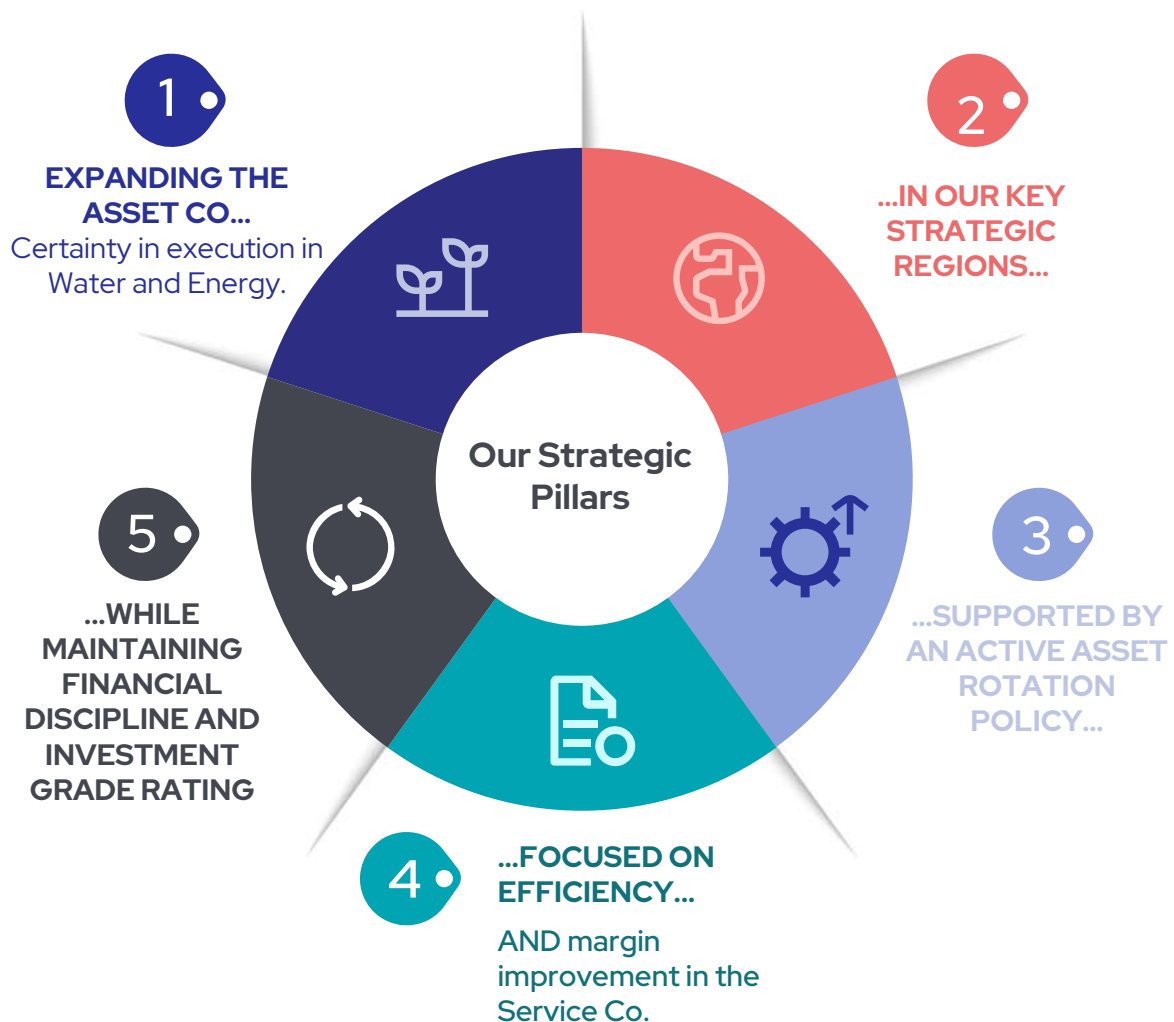 1
EXPANDING THE
ASSET CO...
Certainty in execution in
Water and Energy.
2
...IN OUR KEY
STRATEGIC
REGIONS...
Our Strategic
Pillars
3
...SUPPORTED BY
AN ACTIVE ASSET
ROTATION
POLICY...
4
...FOCUSED ON
EFFICIENCY...
AND margin
improvement in the
Service Co.
5
...WHILE
MAINTAINING
FINANCIAL
DISCIPLINE AND
INVESTMENT
GRADE RATING